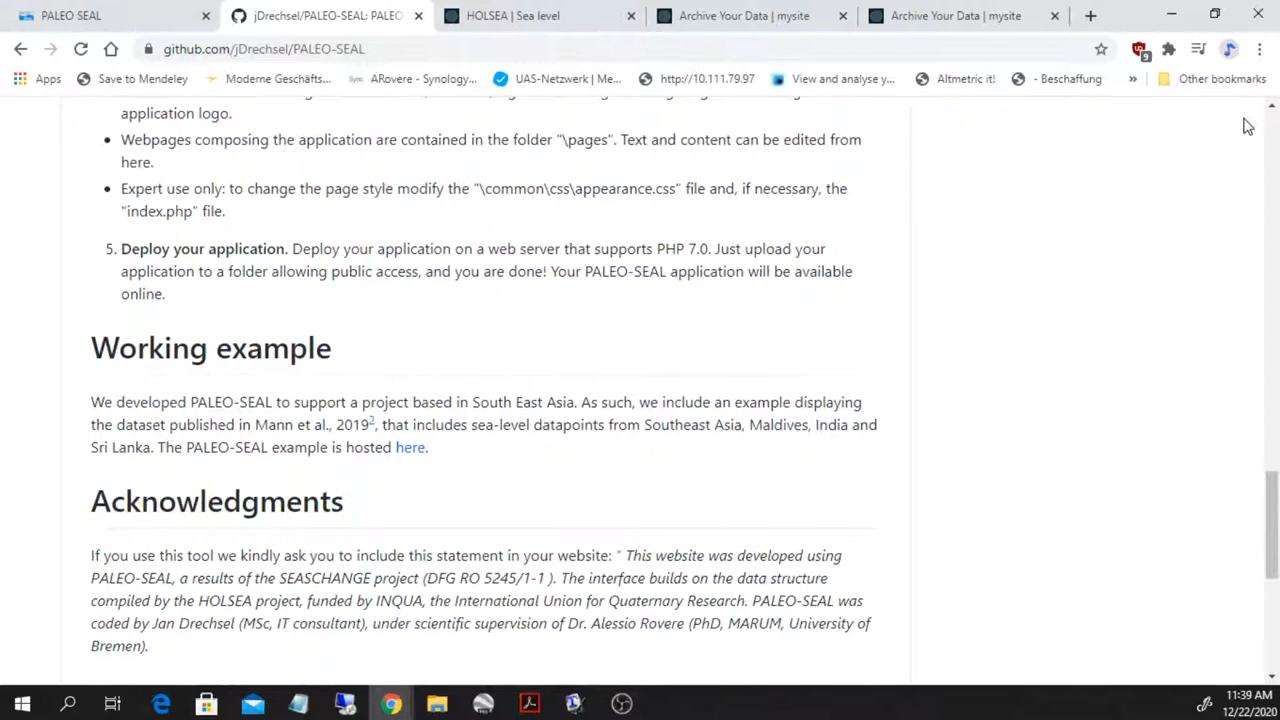 PALEO SEAL
jDrechsel/PALEO-SEAL: PALEO
HOLSEA | Sea level
Archive Your Data | mysite
Archive Your Data | mysite
github.com/jDrechsel/PALEO-SEAL
9
Apps
Save to Mendeley
Moderne Geschäfts...
ARovere - Synology...
UAS-Netzwerk | Me...
http://10.111.79.97
View and analyse y...
Altmetric it!
- Beschaffung
»
Other bookmarks
application logo.
• Webpages composing the application are contained in the folder "\pages". Text and content can be edited from
here.
• Expert use only: to change the page style modify the "\common\css\appearance.css" file and, if necessary, the
"index.php" file.
5. Deploy your application. Deploy your application on a web server that supports PHP 7.0. Just upload your
application to a folder allowing public access, and you are done! Your PALEO-SEAL application will be available
online.
Working example
We developed PALEO-SEAL to support a project based in South East Asia. As such, we include an example displaying
the dataset published in Mann et al., 2019², that includes sea-level datapoints from Southeast Asia, Maldives, India and
Sri Lanka. The PALEO-SEAL example is hosted here.
Acknowledgments
If you use this tool we kindly ask you to include this statement in your website: " This website was developed using
PALEO-SEAL, a results of the SEASCHANGE project (DFG RO 5245/1-1 ). The interface builds on the data structure
compiled by the HOLSEA project, funded by INQUA, the International Union for Quaternary Research. PALEO-SEAL was
coded by Jan Drechsel (MSc, IT consultant), under scientific supervision of Dr. Alessio Rovere (PhD, MARUM, University of
Bremen).
11:39 AM
12/22/2020